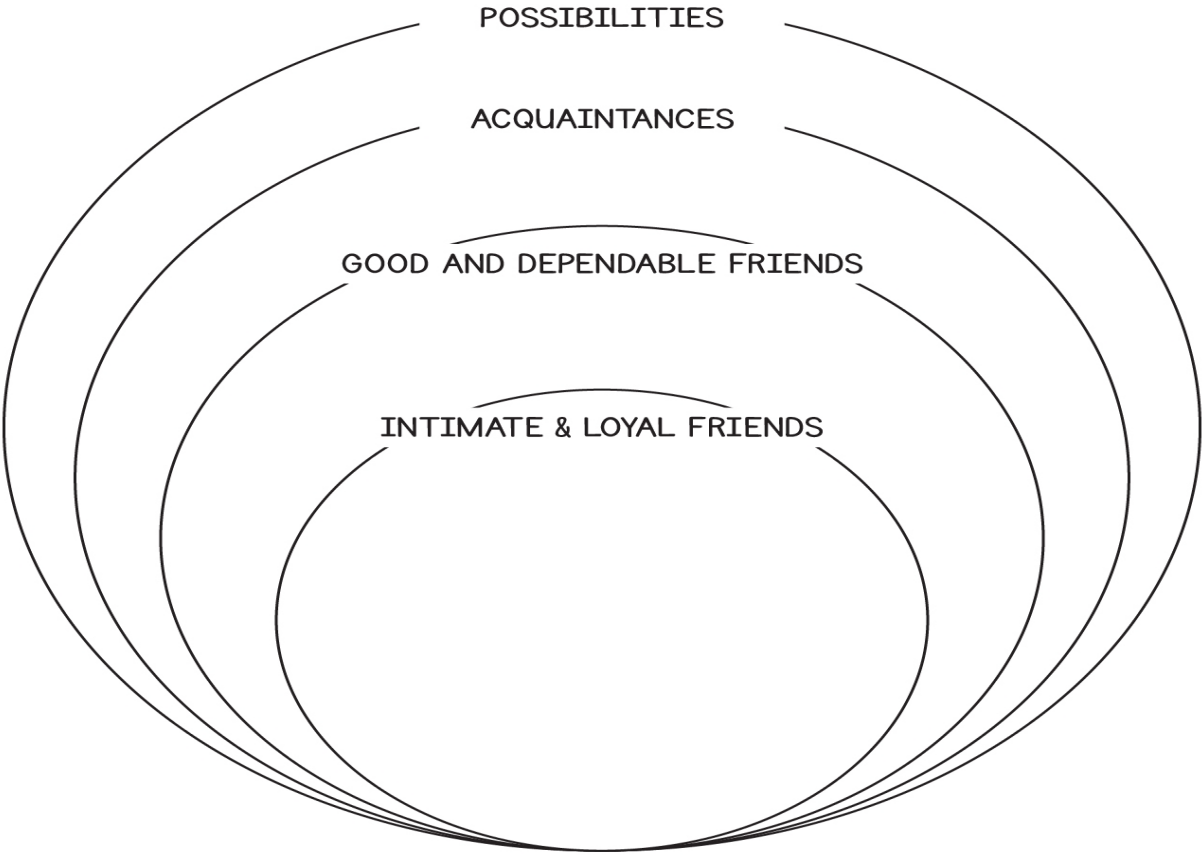 POSSIBILITIES
ACQUAINTANCES
GOOD AND DEPENDABLE FRIENDS
INTIMATE & LOYAL FRIENDS